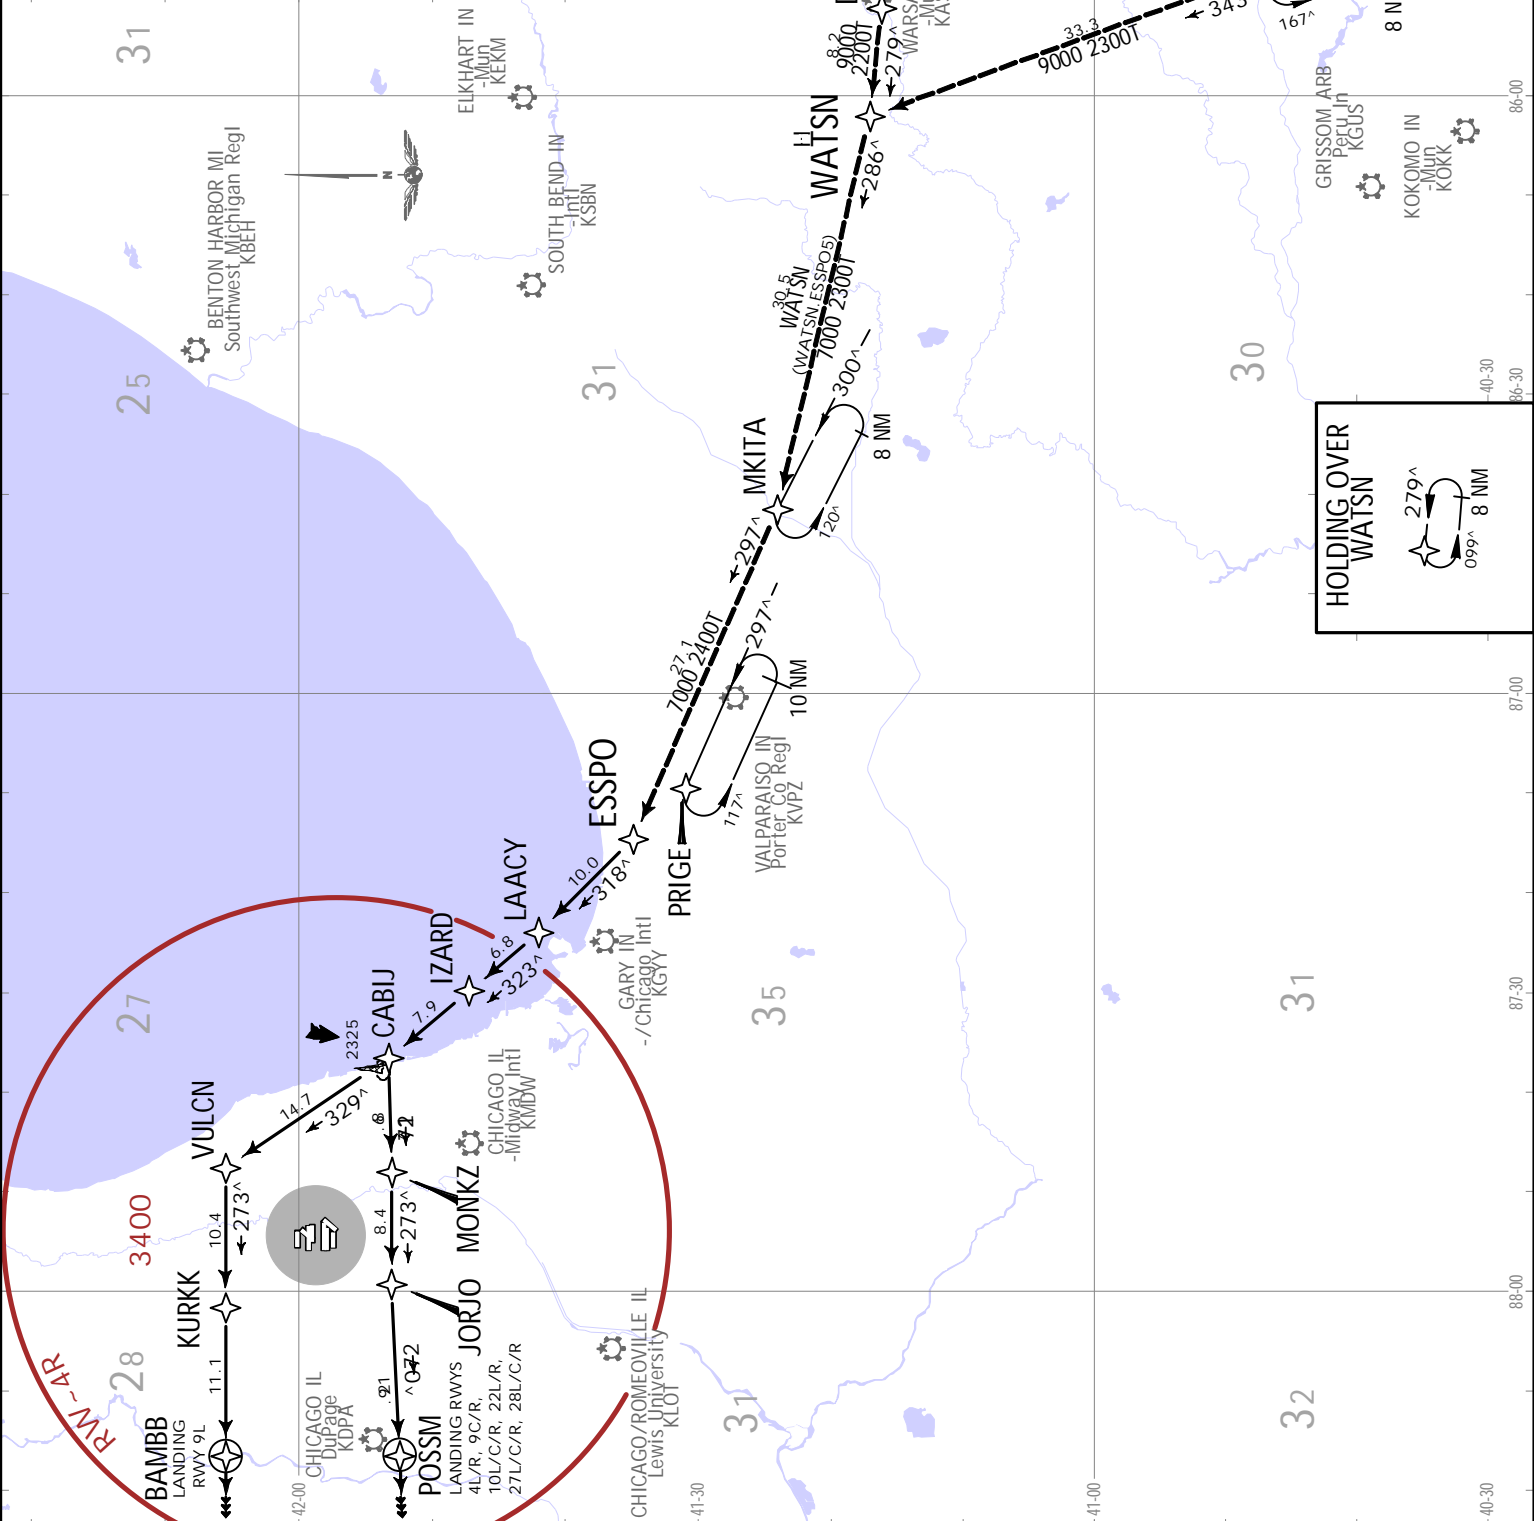 31
ELKHART IN
-Mun
KEKM
8.2
9000
2200T
279^
33.3
9000 2300T
343
167^
8 N
BENTON HARBOR MI
Southwest Michigan Regl
KBEH
N
SOUTH BEND IN
-Intl
KSBN
WATSN
286^
GRISSOM ARB
Peru In
KGUS
KOKOMO IN
-Mun
KOKK
86-00
25
31
30.5
WATSN
(WATSN.ESSPO5)
7000 2300T
300^
30
40-30
86-30
MKITA
8 NM
120^
297^
HOLDING OVER
WATSN
279^
8 NM
099^
27.1
7000 2400T
297^
10 NM
117^
87-00
ESSPO
PRIGE
VALPARAISO IN
Porter Co Regl
KVPZ
10.0
318^
LAACY
IZARD
6.8
323^
GARY IN
-/Chicago Intl
KGYY
27
CABIJ
7.9
2325
35
31
87-30
VULCN
14.7
329^
CHICAGO IL
-Midway Intl
KMDW
3400
10.4
273^
8.4
273^
MONKZ
KURKK
JORJO
88-00
RW~4R
28
11.1
CHICAGO IL
DuPage
KDPA
BAMBB
LANDING
RWY 9L
POSSM
LANDING RWYS
4L/R, 9C/R,
10L/C/R, 22L/R,
27L/C/R, 28L/C/R
CHICAGO/ROMEOVILLE IL
Lewis University
KLOT
31
32
42-00
41-30
41-00
40-30